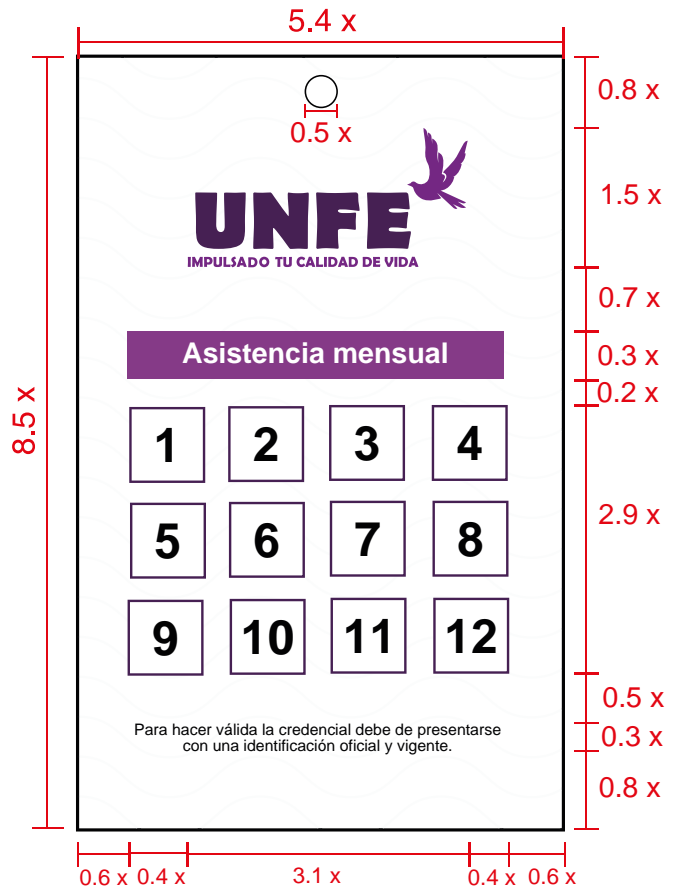 5.4 x
0.8 x
0.5 x
1.5 x
UNFE
IMPULSADO TU CALIDAD DE VIDA
0.7 x
Asistencia mensual
0.3 x
0.2 x
8.5 x
1 2 3 4
2.9 x
5 6 7 8
9 10 11 12
0.5 x
Para hacer válida la credencial debe de presentarse
con una identificación oficial y vigente.
0.3 x
0.8 x
0.6 x 0.4 x 3.1 x 0.4 x 0.6 x